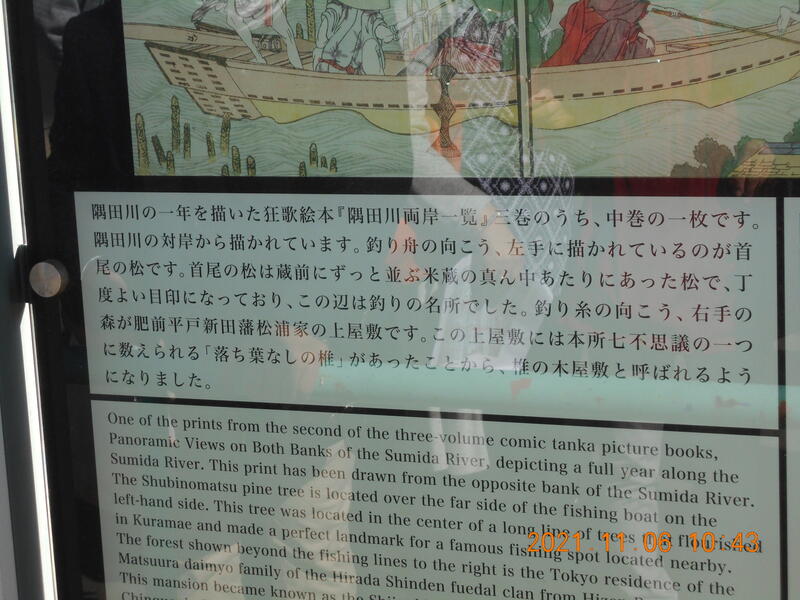 隅田川の一年を描いた狂歌絵本『隅田川両岸一覧』三巻のうち、中巻の一枚です。
隅田川の対岸から描かれています。釣り舟の向こう、左手に描かれているのが首
尾の松です。首尾の松は蔵前にずっと並ぶ米蔵の真ん中あたりにあった松で、丁
度よい目印になっており、この辺は釣りの名所でした。釣り糸の向こう、右手の
森が肥前平戸新田藩松浦家の上屋敷です。この上屋敷には本所七不思議の一つ
に数えられる「落ち葉なしの椎」があったことから、椎の木屋敷と呼ばれるよう
になりました。
One of the prints from the second of the three-volume comic tanka picture books,
Panoramic Views on Both Banks of the Sumida River, depicting a full year along the
Sumida River. This print has been drawn from the opposite bank of the Sumida River.
The Shubinomatsu pine tree is located over the far side of the fishing boat on the
left-hand side. This tree was located in the center of a long line of trees that flourished
in Kuramae and made a perfect landmark for a famous fishing spot located nearby.
The forest shown beyond the fishing lines to the right is the Tokyo residence of the
Matsuura daimyo family of the Hirada Shinden fuedal clan from Hizen
This mansion became known as the
2021.11.06 10:43